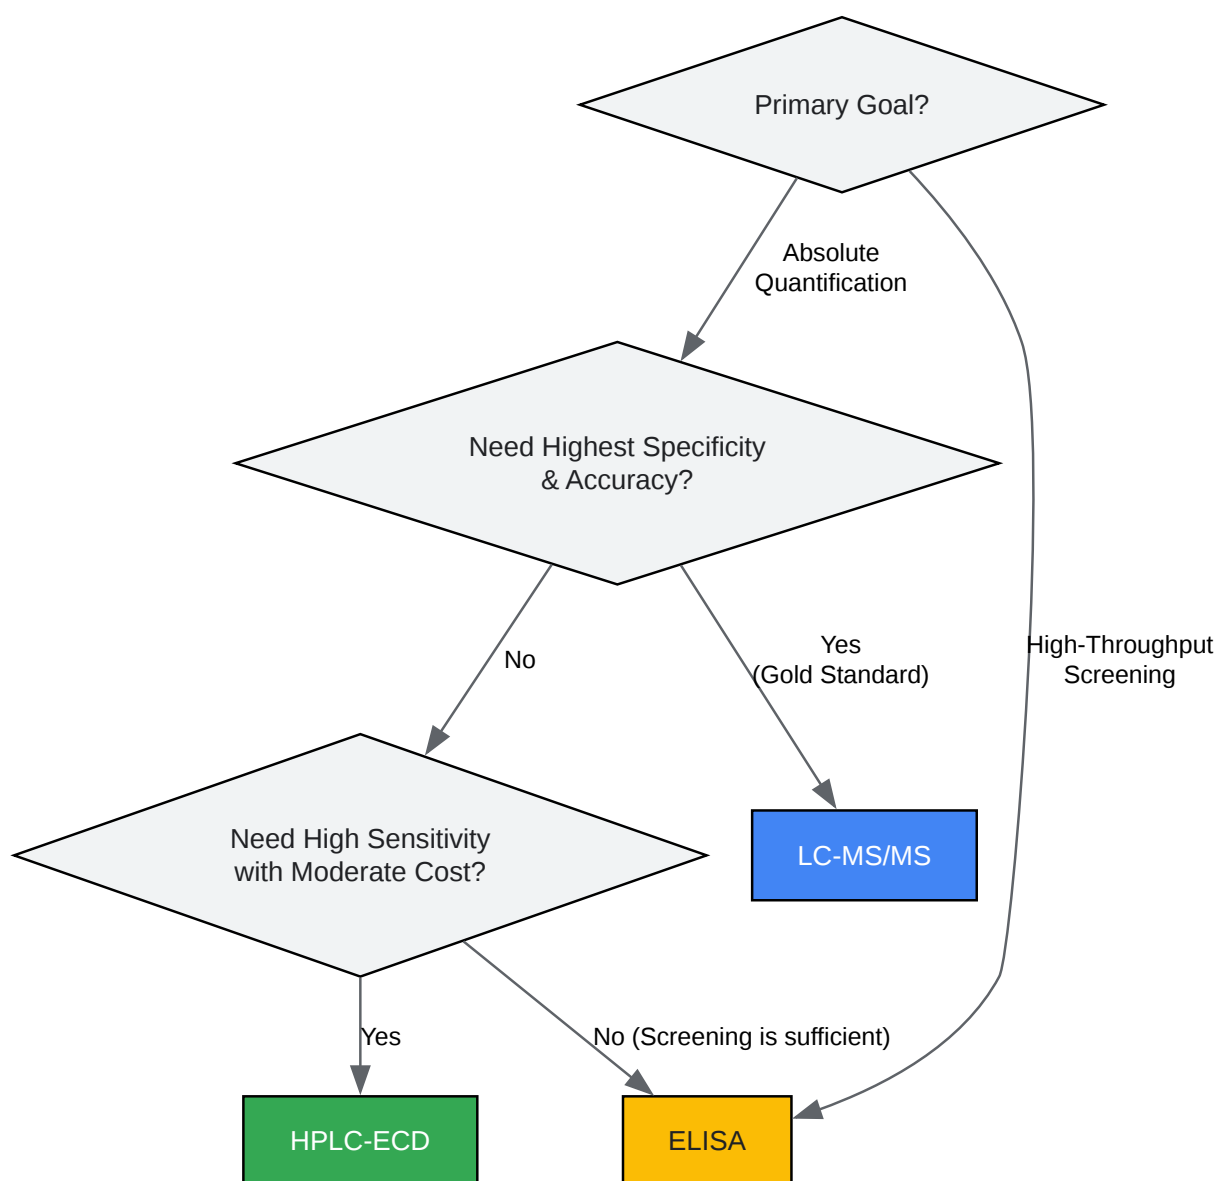 Primary Goal?
Absolute
Quantification
Need Highest Specificity
& Accuracy?
No
Yes
(Gold Standard)
High-Throughput
Screening
Need High Sensitivity
with Moderate Cost?
LC-MS/MS
Yes
No (Screening is sufficient)
HPLC-ECD
ELISA